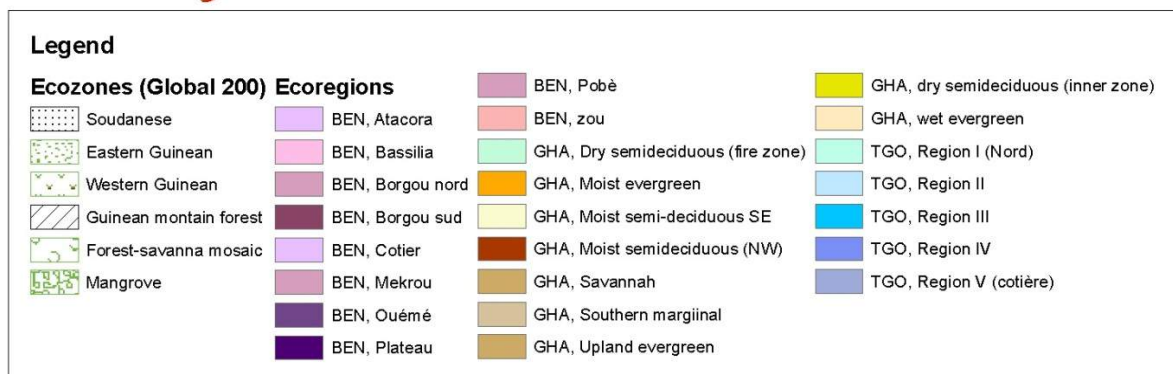 Legend
Ecozones (Global 200)
Soudanese
Eastern Guinean
Western Guinean
Guinean montain forest
Forest-savanna mosaic
Mangrove
Ecoregions
BEN, Atacora
BEN, Bassilia
BEN, Borgou nord
BEN, Borgou sud
BEN, Cotier
BEN, Mekrou
BEN, Ouémé
BEN, Plateau
BEN, Pobè
BEN, zou
GHA, Dry semideciduous (fire zone)
GHA, Moist evergreen
GHA, Moist semi-deciduous SE
GHA, Moist semideciduous (NW)
GHA, Savannah
GHA, Southern margiinal
GHA, Upland evergreen
GHA, dry semideciduous (inner zone)
GHA, wet evergreen
TGO, Region I (Nord)
TGO, Region II
TGO, Region III
TGO, Region IV
TGO, Region V (cotière)